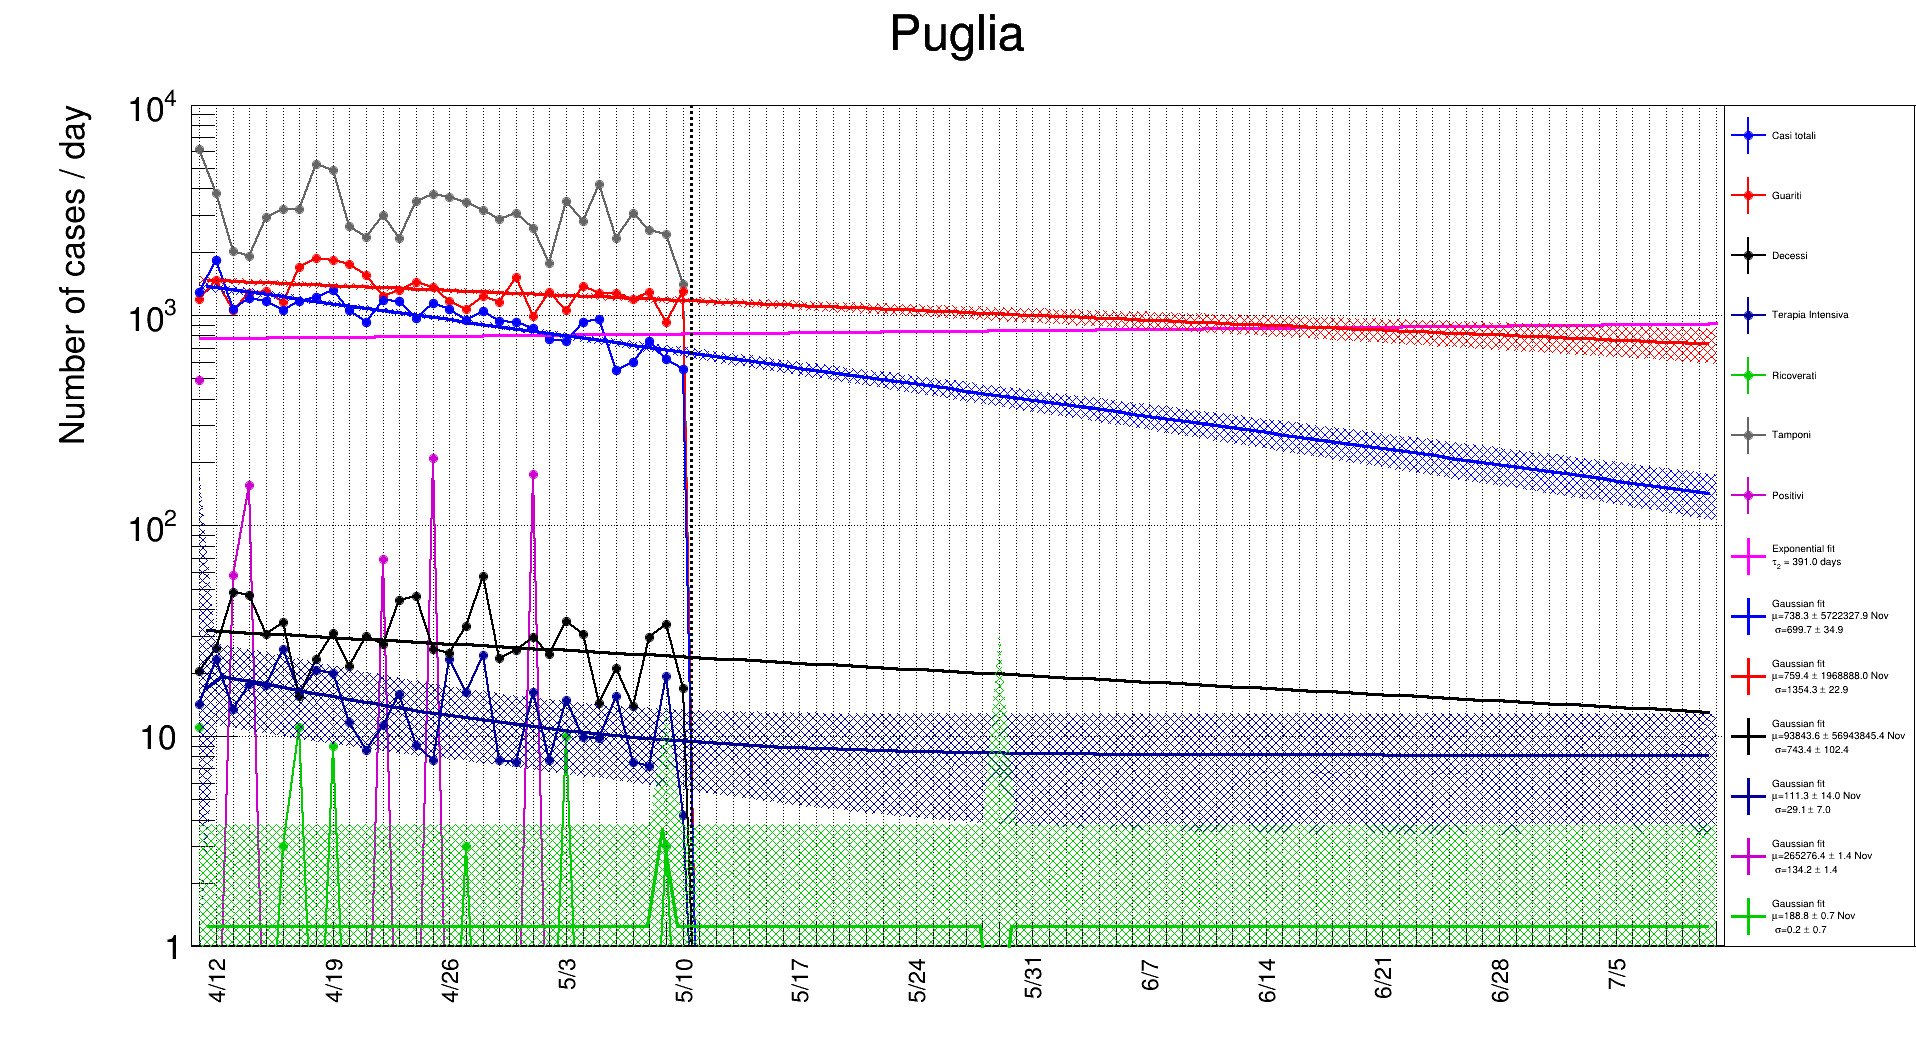 Puglia
Number of cases / day
10^4
10^3
10^2
10
1
4/12
4/19
4/26
5/3
5/10
5/17
5/24
5/31
6/7
6/14
6/21
6/28
7/5
Casi totali
Guariti
Decessi
Terapia Intensiva
Ricoverati
Tamponi
Positivi
Exponential fit
τ2 = 391.0 days
Gaussian fit
μ=738.3 ± 5722327.9 Nov
σ=699.7 ± 34.9
Gaussian fit
μ=759.4 ± 1968888.0 Nov
σ=1354.3 ± 22.9
Gaussian fit
μ=93843.6 ± 56943845.4 Nov
σ=743.4 ± 102.4
Gaussian fit
μ=111.3 ± 14.0 Nov
σ=29.1 ± 7.0
Gaussian fit
μ=265276.4 ± 1.4 Nov
σ=134.2 ± 1.4
Gaussian fit
μ=188.8 ± 0.7 Nov
σ=0.2 ± 0.7